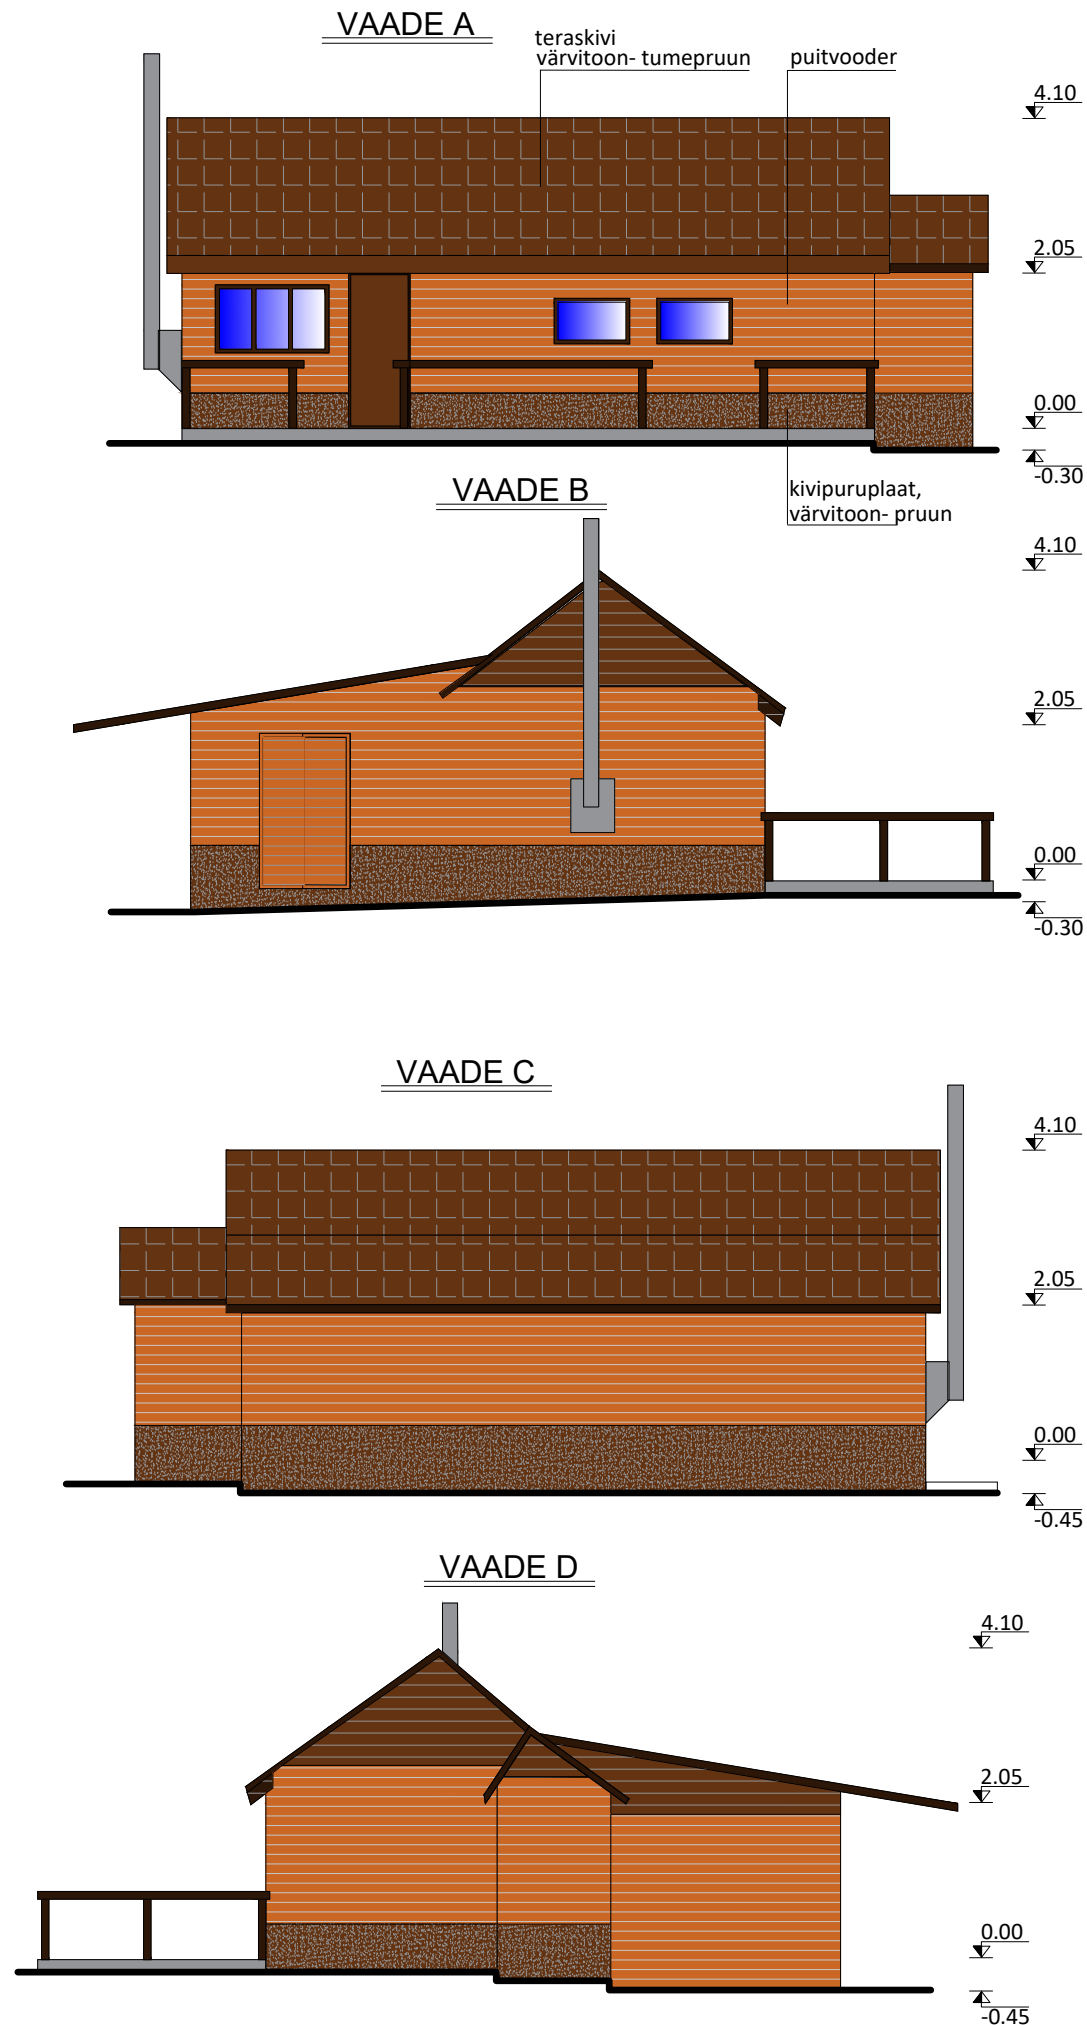 VAADE A
teraskivi
värvitoon- tumepruun
puitvooder
4.10
2.05
0.00
-0.30
kivipuruplaat,
värvitoon- pruun
VAADE B
4.10
2.05
0.00
-0.30
VAADE C
4.10
2.05
0.00
-0.45
VAADE D
4.10
2.05
0.00
-0.45